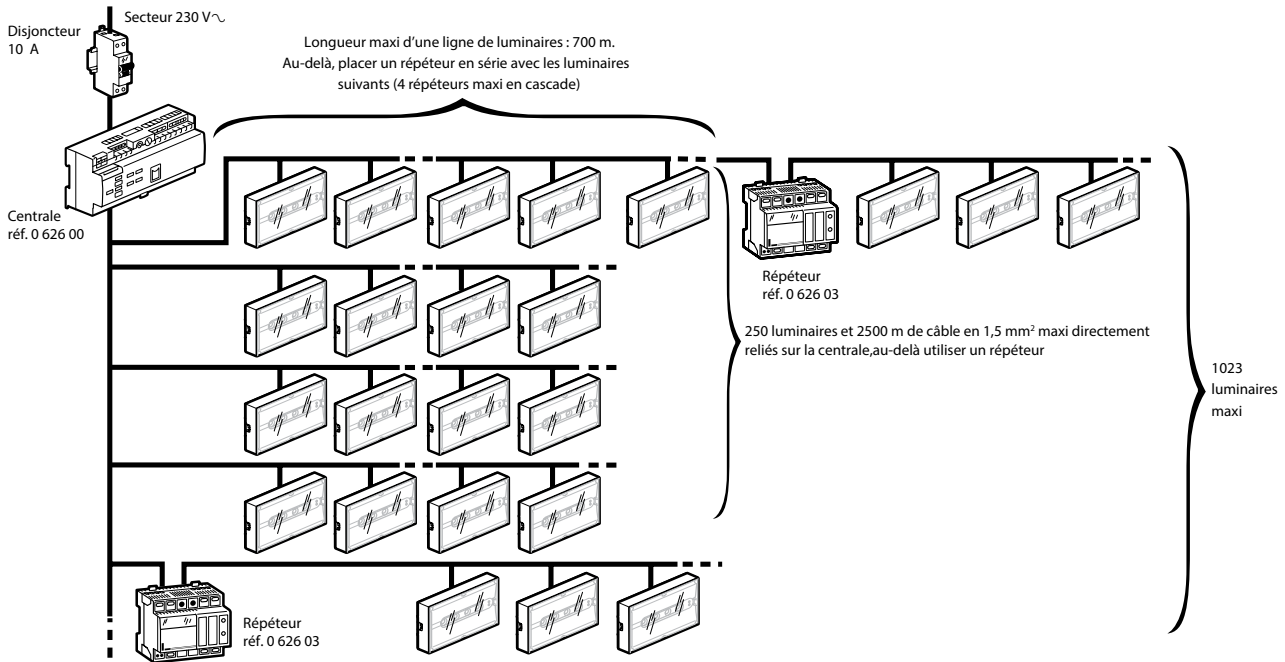 Secteur 230 V∿
Disjoncteur
10 A
Longueur maxi d'une ligne de luminaires : 700 m.
Au-delà, placer un répéteur en série avec les luminaires
suivants (4 répéteurs maxi en cascade)
Centrale
réf. 0 626 00
Répéteur
réf. 0 626 03
250 luminaires et 2500 m de câble en 1,5 mm² maxi directement
reliés sur la centrale,au-delà utiliser un répéteur
1023
luminaires
maxi
Répéteur
réf. 0 626 03